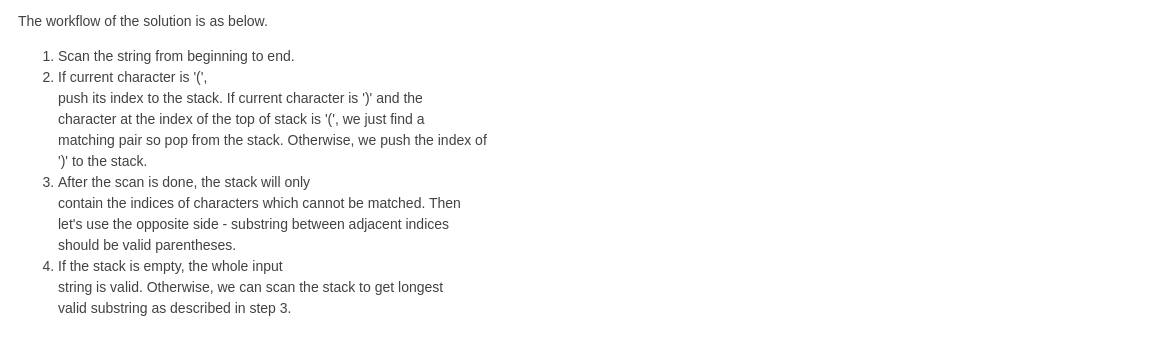 The workflow of the solution is as below.
1. Scan the string from beginning to end.
2. If current character is '(',
push its index to the stack. If current character is ')' and the
character at the index of the top of stack is '(', we just find a
matching pair so pop from the stack. Otherwise, we push the index of
')' to the stack.
3. After the scan is done, the stack will only
contain the indices of characters which cannot be matched. Then
let's use the opposite side - substring between adjacent indices
should be valid parentheses.
4. If the stack is empty, the whole input
string is valid. Otherwise, we can scan the stack to get longest
valid substring as described in step 3.